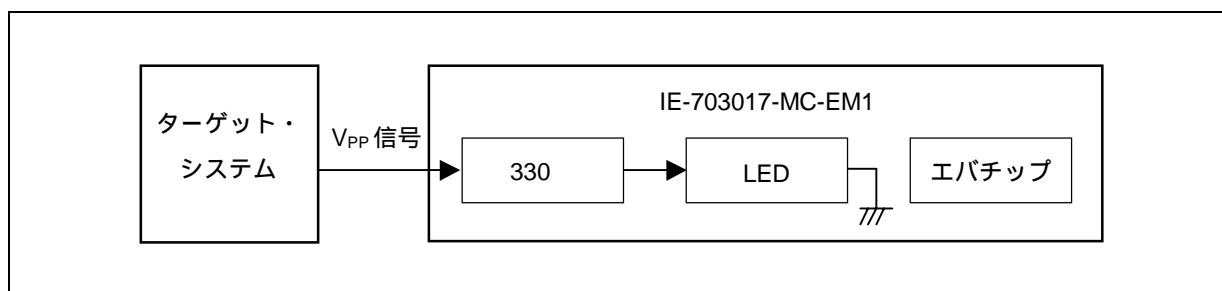 ターゲット・
システム
VPP 信号
IE-703017-MC-EM1
330
LED
エバチップ